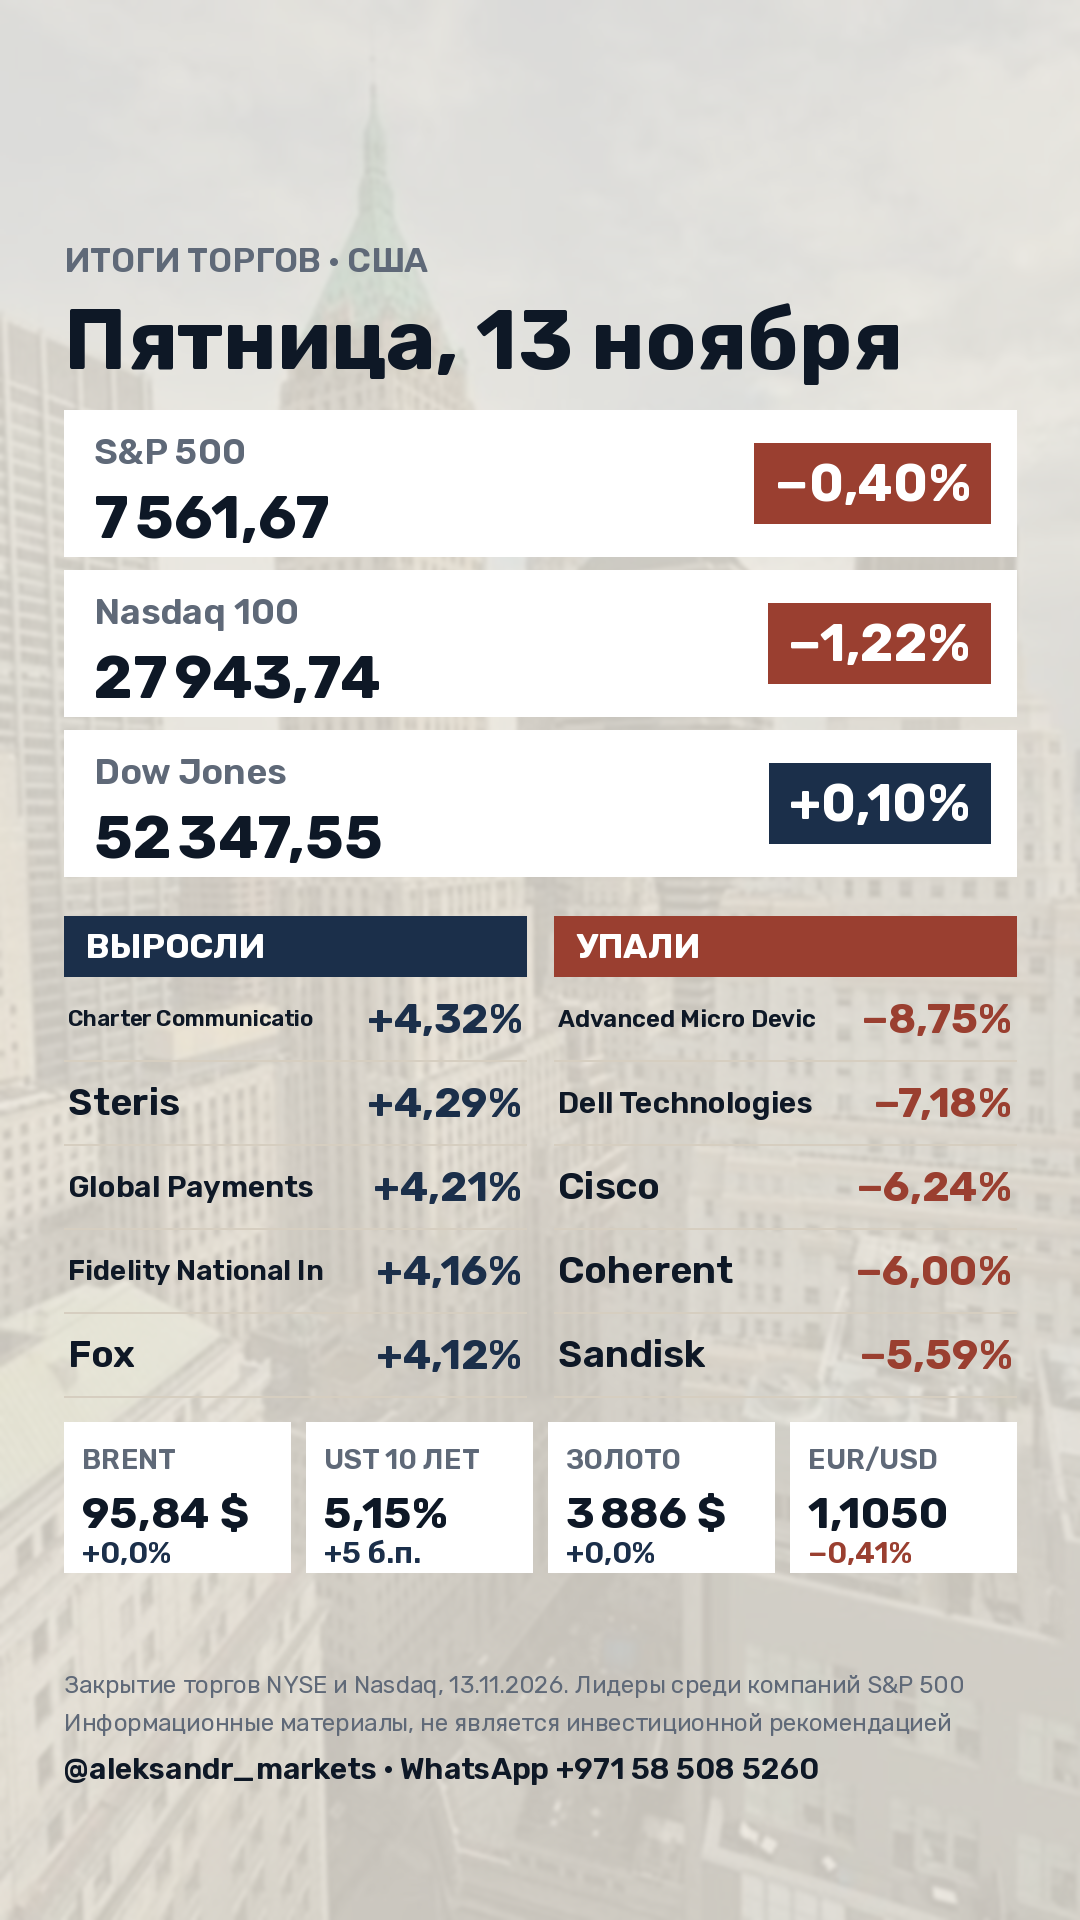 ИТОГИ ТОРГОВ • США
Пятница, 13 ноября
S&P 500
7 561,67
−0,40%
Nasdaq 100
27 943,74
−1,22%
Dow Jones
52 347,55
+0,10%
ВЫРОСЛИ
Charter Communicatio +4,32%
Steris +4,29%
Global Payments +4,21%
Fidelity National In +4,16%
Fox +4,12%
УПАЛИ
Advanced Micro Devic −8,75%
Dell Technologies −7,18%
Cisco −6,24%
Coherent −6,00%
Sandisk −5,59%
BRENT
95,84 $
+0,0%
UST 10 ЛЕТ
5,15%
+5 б.п.
ЗОЛОТО
3 886 $
+0,0%
EUR/USD
1,1050
−0,41%
Закрытие торгов NYSE и Nasdaq, 13.11.2026. Лидеры среди компаний S&P 500
Информационные материалы, не является инвестиционной рекомендацией
@aleksandr_markets • WhatsApp +971 58 508 5260